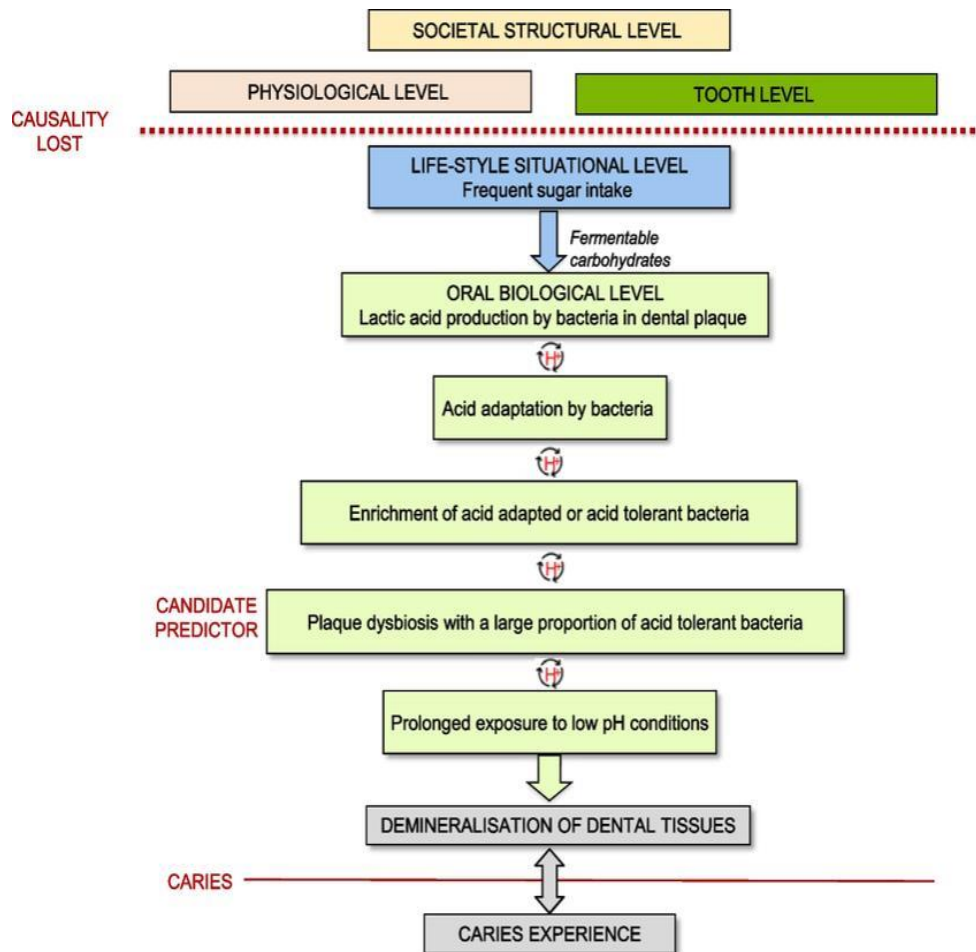 SOCIETAL STRUCTURAL LEVEL
PHYSIOLOGICAL LEVEL
TOOTH LEVEL
CAUSALITY
LOST
LIFE-STYLE SITUATIONAL LEVEL
Frequent sugar intake
Fermentable
carbohydrates
ORAL BIOLOGICAL LEVEL
Lactic acid production by bacteria in dental plaque
H+
Acid adaptation by bacteria
H+
Enrichment of acid adapted or acid tolerant bacteria
H+
CANDIDATE
PREDICTOR
Plaque dysbiosis with a large proportion of acid tolerant bacteria
H+
Prolonged exposure to low pH conditions
DEMINERALISATION OF DENTAL TISSUES
CARIES
CARIES EXPERIENCE